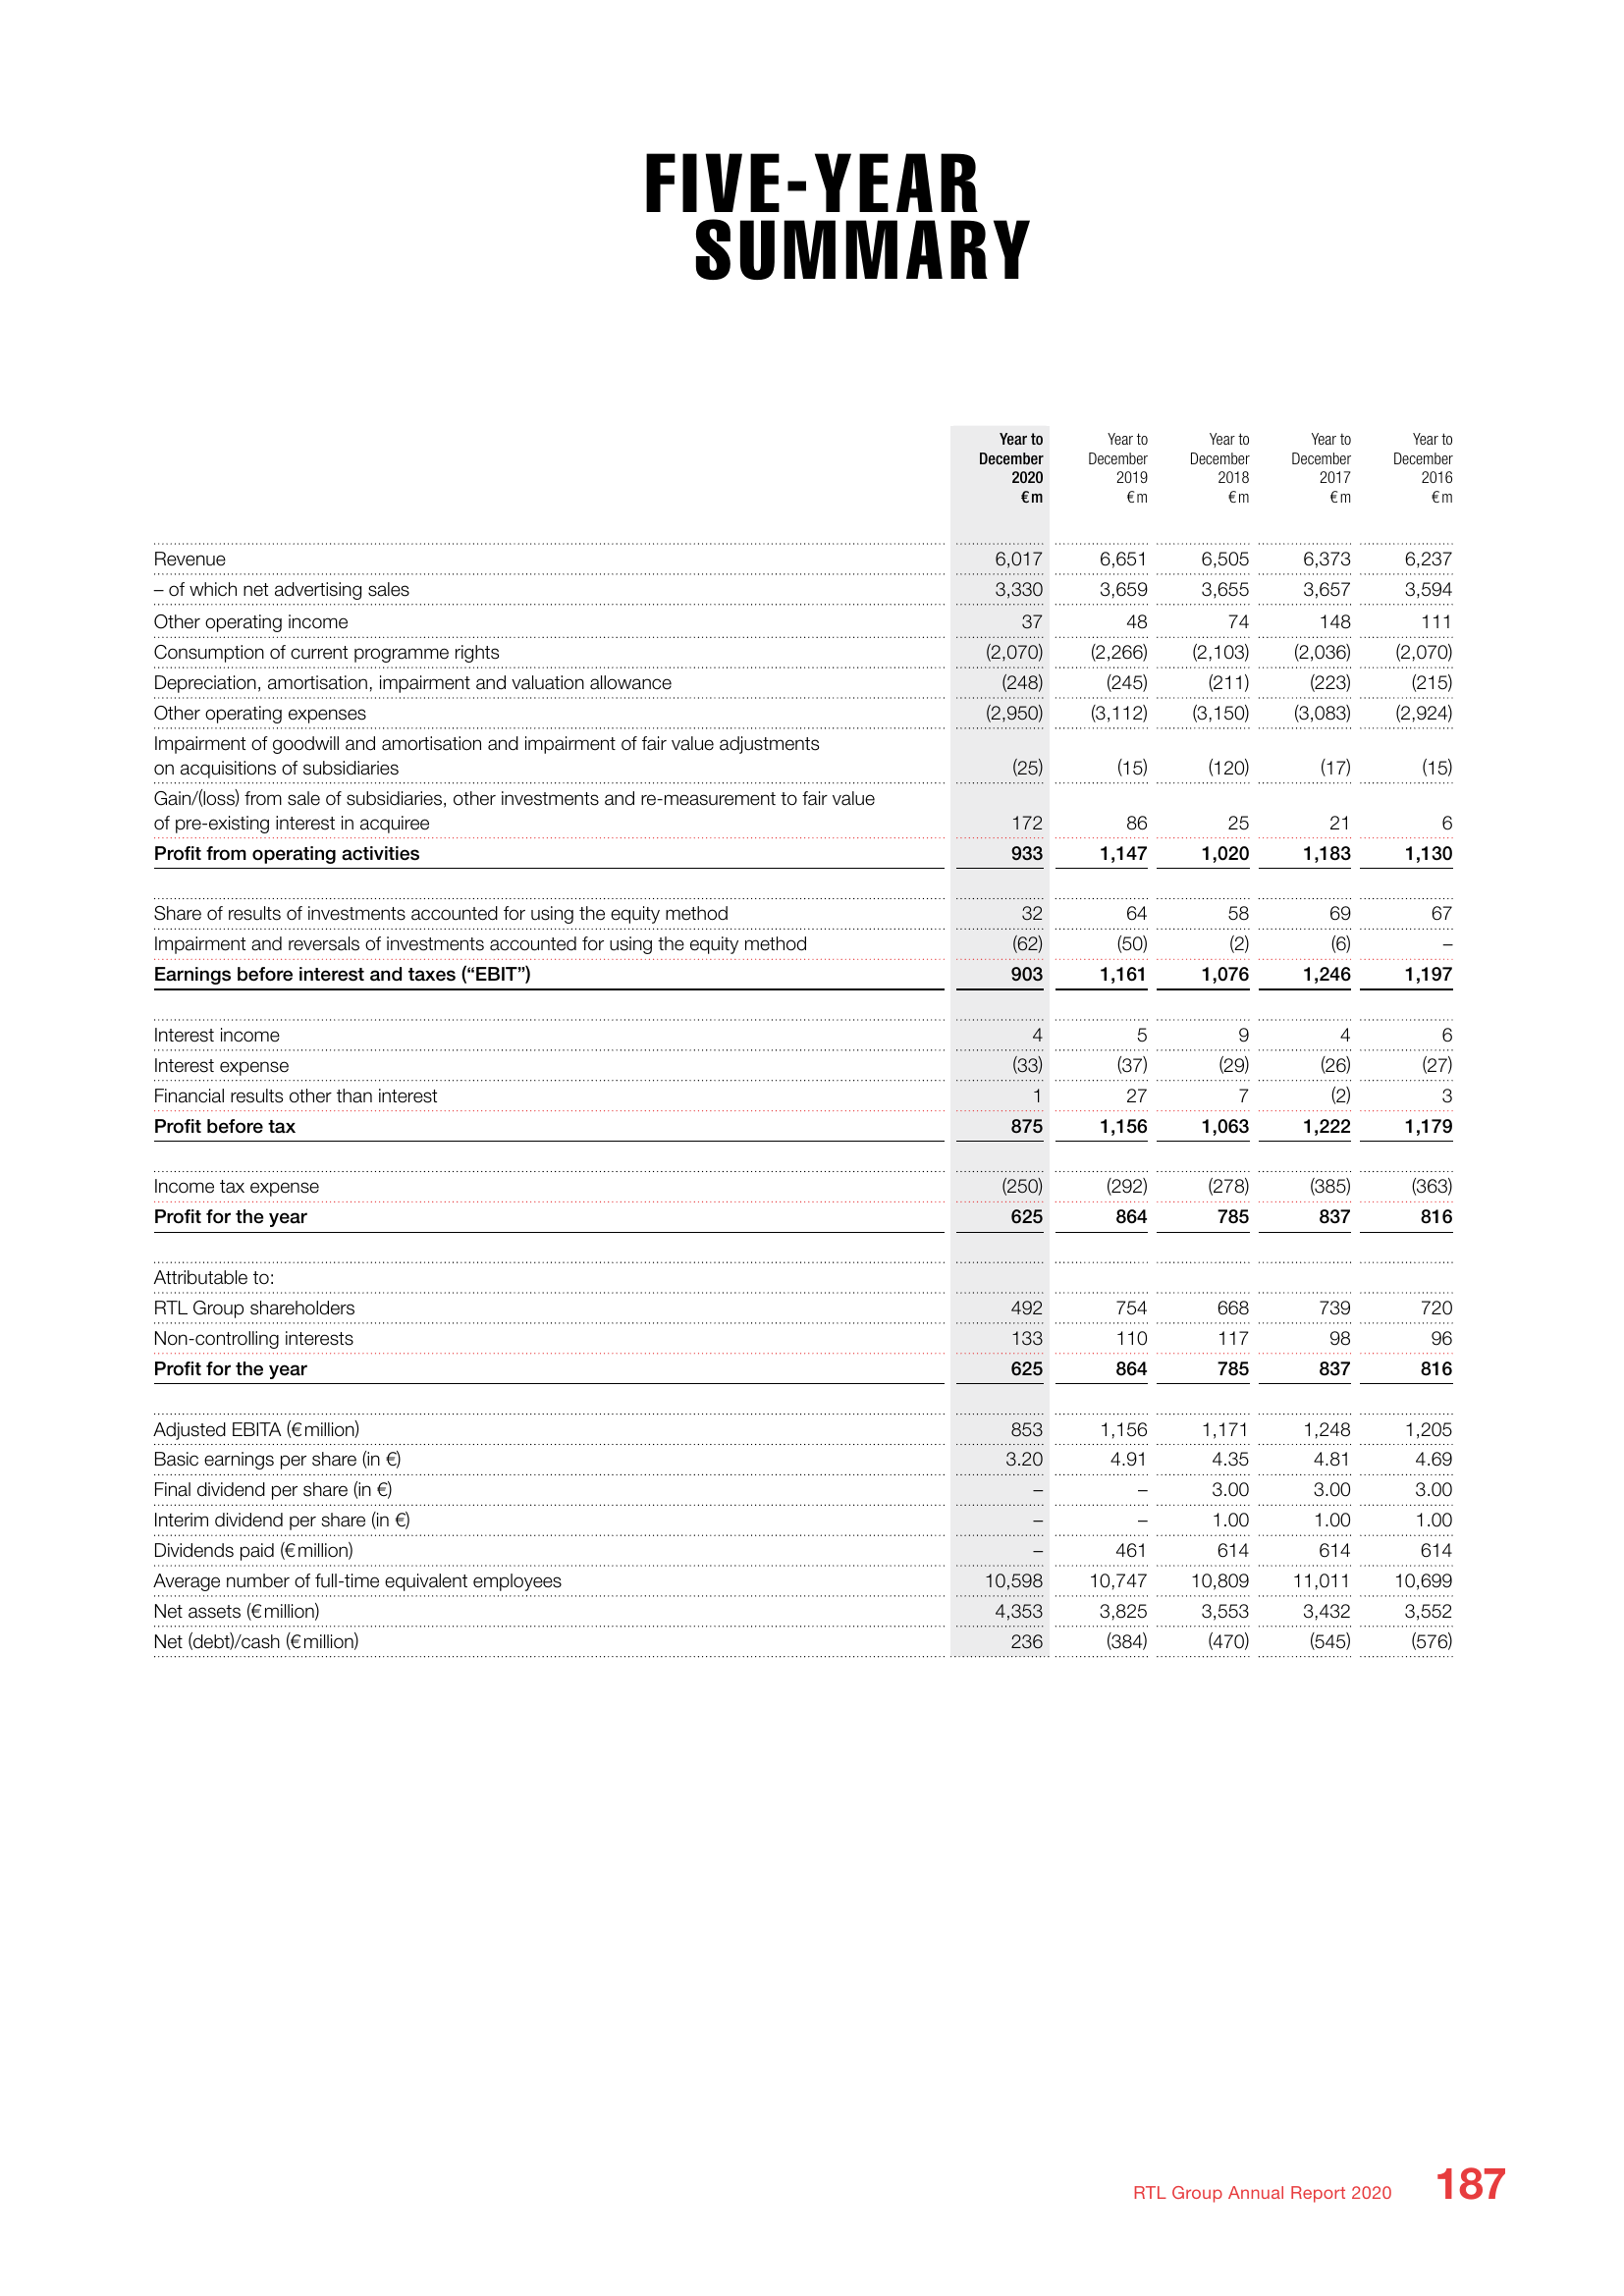 FIVE-YEAR
SUMMARY
Year to December 2020 €m
Year to December 2019 €m
Year to December 2018 €m
Year to December 2017 €m
Year to December 2016 €m
Revenue 6,017 6,651 6,505 6,373 6,237
– of which net advertising sales 3,330 3,659 3,655 3,657 3,594
Other operating income 37 48 74 148 111
Consumption of current programme rights (2,070) (2,266) (2,103) (2,036) (2,070)
Depreciation, amortisation, impairment and valuation allowance (248) (245) (211) (223) (215)
Other operating expenses (2,950) (3,112) (3,150) (3,083) (2,924)
Impairment of goodwill and amortisation and impairment of fair value adjustments
on acquisitions of subsidiaries (25) (15) (120) (17) (15)
Gain/(loss) from sale of subsidiaries, other investments and re-measurement to fair value
of pre-existing interest in acquiree 172 86 25 21 6
Profit from operating activities 933 1,147 1,020 1,183 1,130
Share of results of investments accounted for using the equity method 32 64 58 69 67
Impairment and reversals of investments accounted for using the equity method (62) (50) (2) (6) –
Earnings before interest and taxes (“EBIT”) 903 1,161 1,076 1,246 1,197
Interest income 4 5 9 4 6
Interest expense (33) (37) (29) (26) (27)
Financial results other than interest 1 27 7 (2) 3
Profit before tax 875 1,156 1,063 1,222 1,179
Income tax expense (250) (292) (278) (385) (363)
Profit for the year 625 864 785 837 816
Attributable to:
RTL Group shareholders 492 754 668 739 720
Non-controlling interests 133 110 117 98 96
Profit for the year 625 864 785 837 816
Adjusted EBITA (€million) 853 1,156 1,171 1,248 1,205
Basic earnings per share (in €) 3.20 4.91 4.35 4.81 4.69
Final dividend per share (in €) – – 3.00 3.00 3.00
Interim dividend per share (in €) – – 1.00 1.00 1.00
Dividends paid (€million) – 461 614 614 614
Average number of full-time equivalent employees 10,598 10,747 10,809 11,011 10,699
Net assets (€million) 4,353 3,825 3,553 3,432 3,552
Net (debt)/cash (€million) 236 (384) (470) (545) (576)
RTL Group Annual Report 2020 187